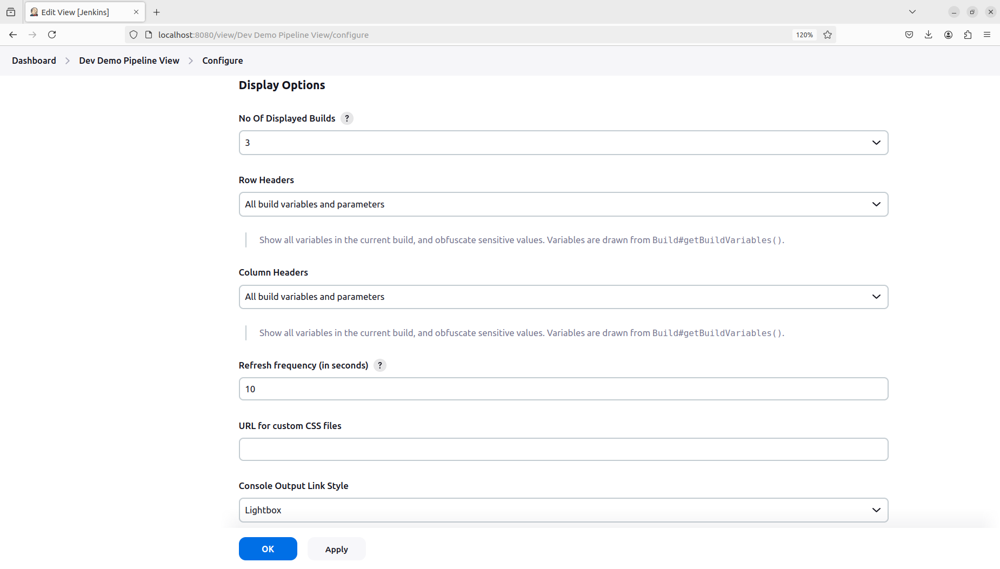 Edit View [Jenkins]
localhost:8080/view/Dev Demo Pipeline View/configure
120%
Dashboard > Dev Demo Pipeline View > Configure
Display Options
No Of Displayed Builds ?
3
Row Headers
All build variables and parameters
Show all variables in the current build, and obfuscate sensitive values. Variables are drawn from Build#getBuildVariables().
Column Headers
All build variables and parameters
Show all variables in the current build, and obfuscate sensitive values. Variables are drawn from Build#getBuildVariables().
Refresh frequency (in seconds) ?
10
URL for custom CSS files
Console Output Link Style
Lightbox
OK Apply